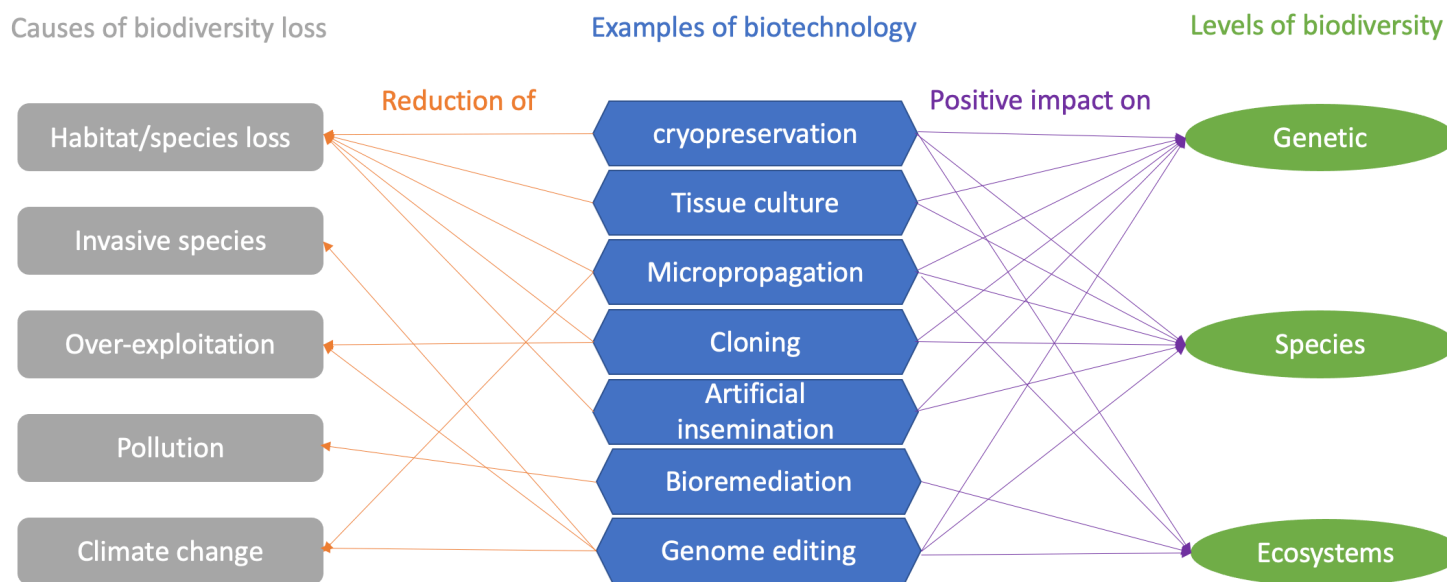 Causes of biodiversity loss
Examples of biotechnology
Levels of biodiversity
Reduction of
Positive impact on
Habitat/species loss
cryopreservation
Genetic
Tissue culture
Invasive species
Micropropagation
Over-exploitation
Cloning
Species
Artificial
insemination
Pollution
Bioremediation
Climate change
Genome editing
Ecosystems